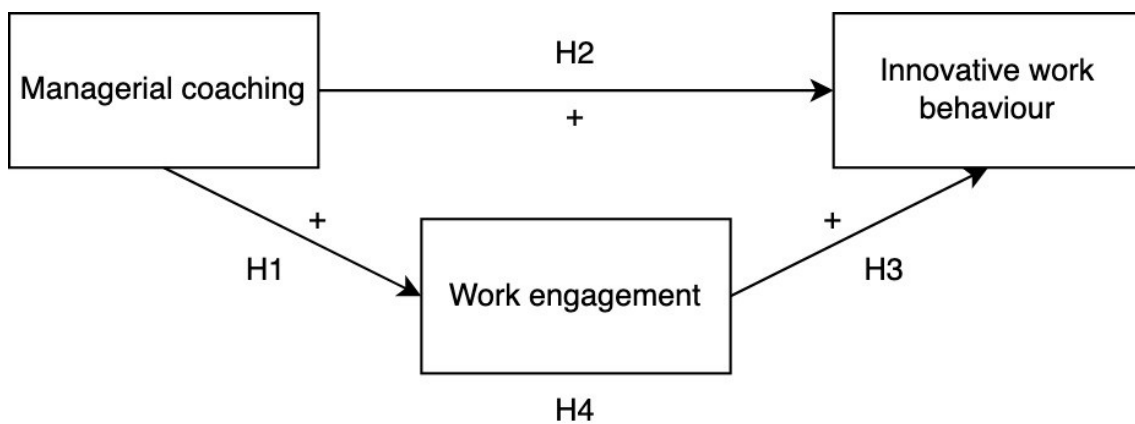 Managerial coaching
H2
+
Innovative work
behaviour
+
H1
Work engagement
+
H3
H4